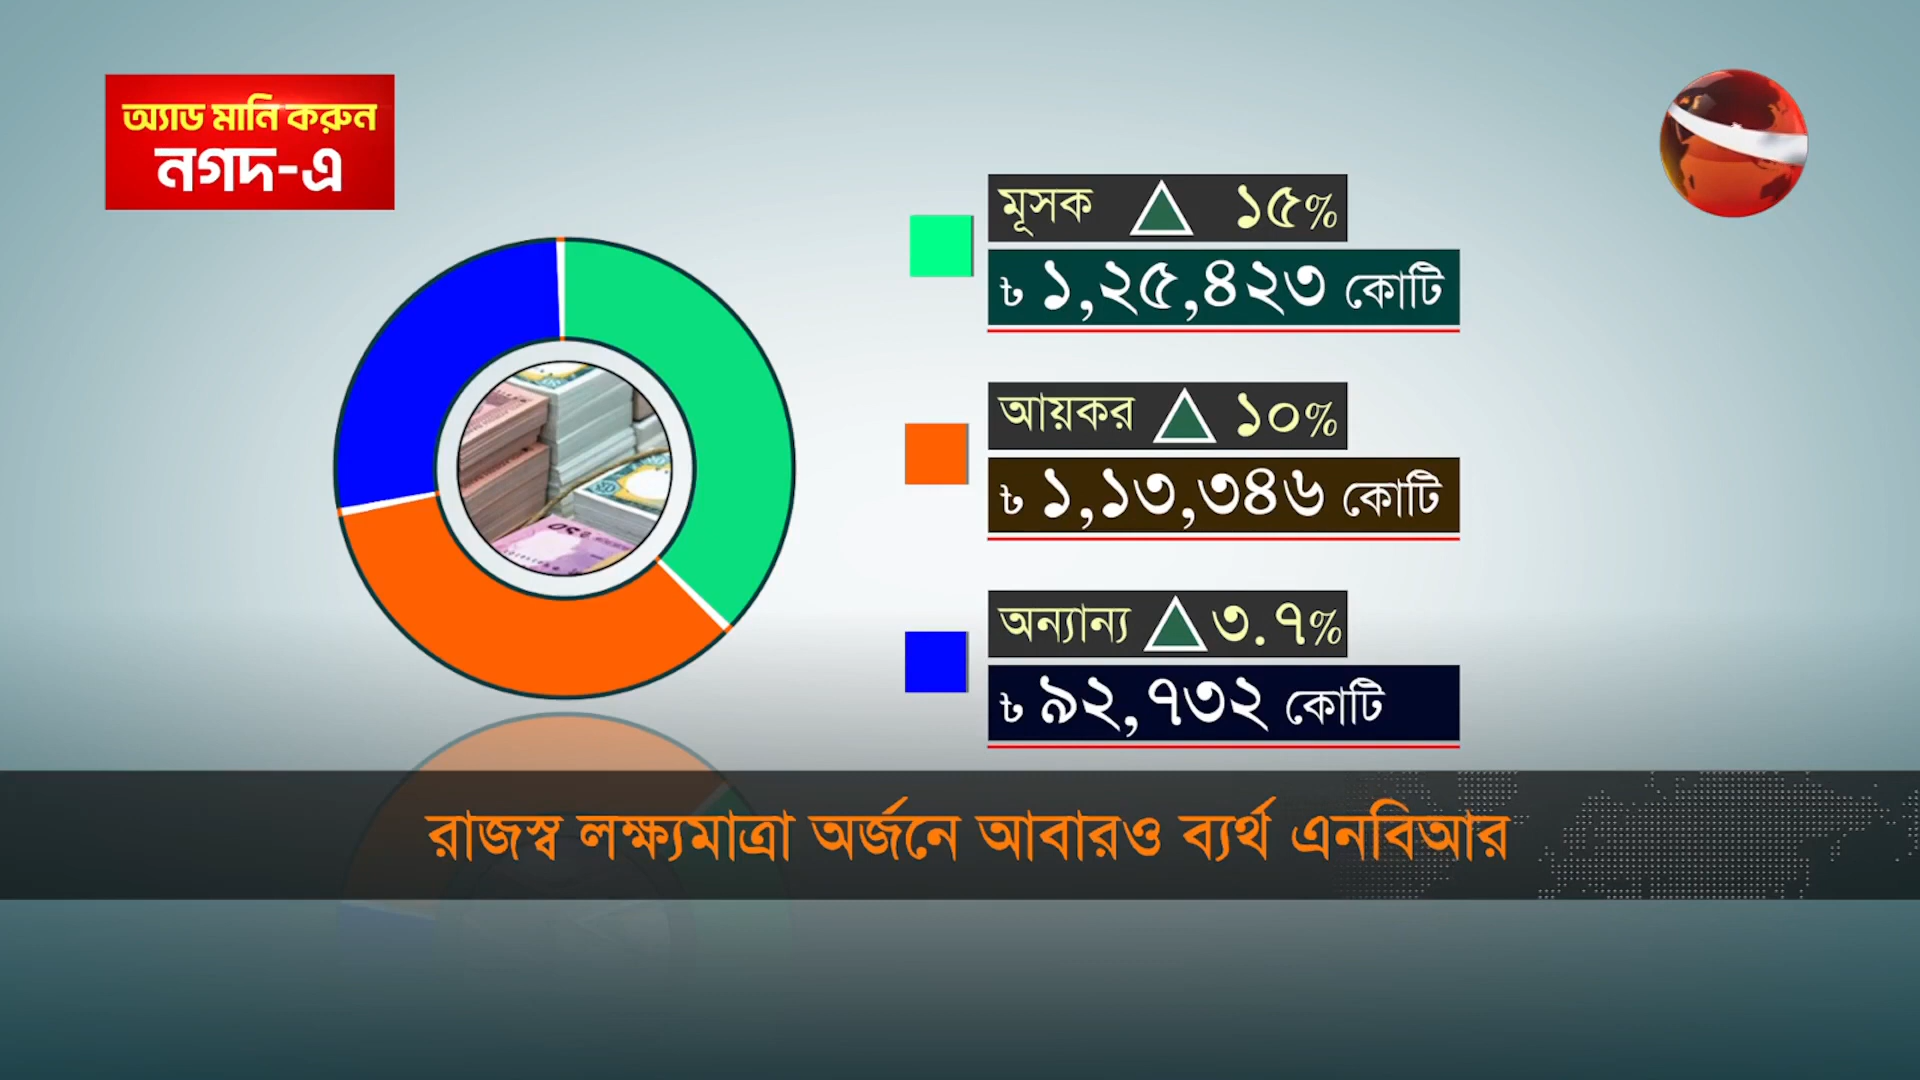 অ্যাড মানি করুন
নগদ-এ
মূসক ১৫%
৳ ১,২৫,৪২৩ কোটি
আয়কর ১০%
৳ ১,১৩,৩৪৬ কোটি
অন্যান্য ৩.৭%
৳ ৯২,৭৩২ কোটি
রাজস্ব লক্ষ্যমাত্রা অর্জনে আবারও ব্যর্থ এনবিআর